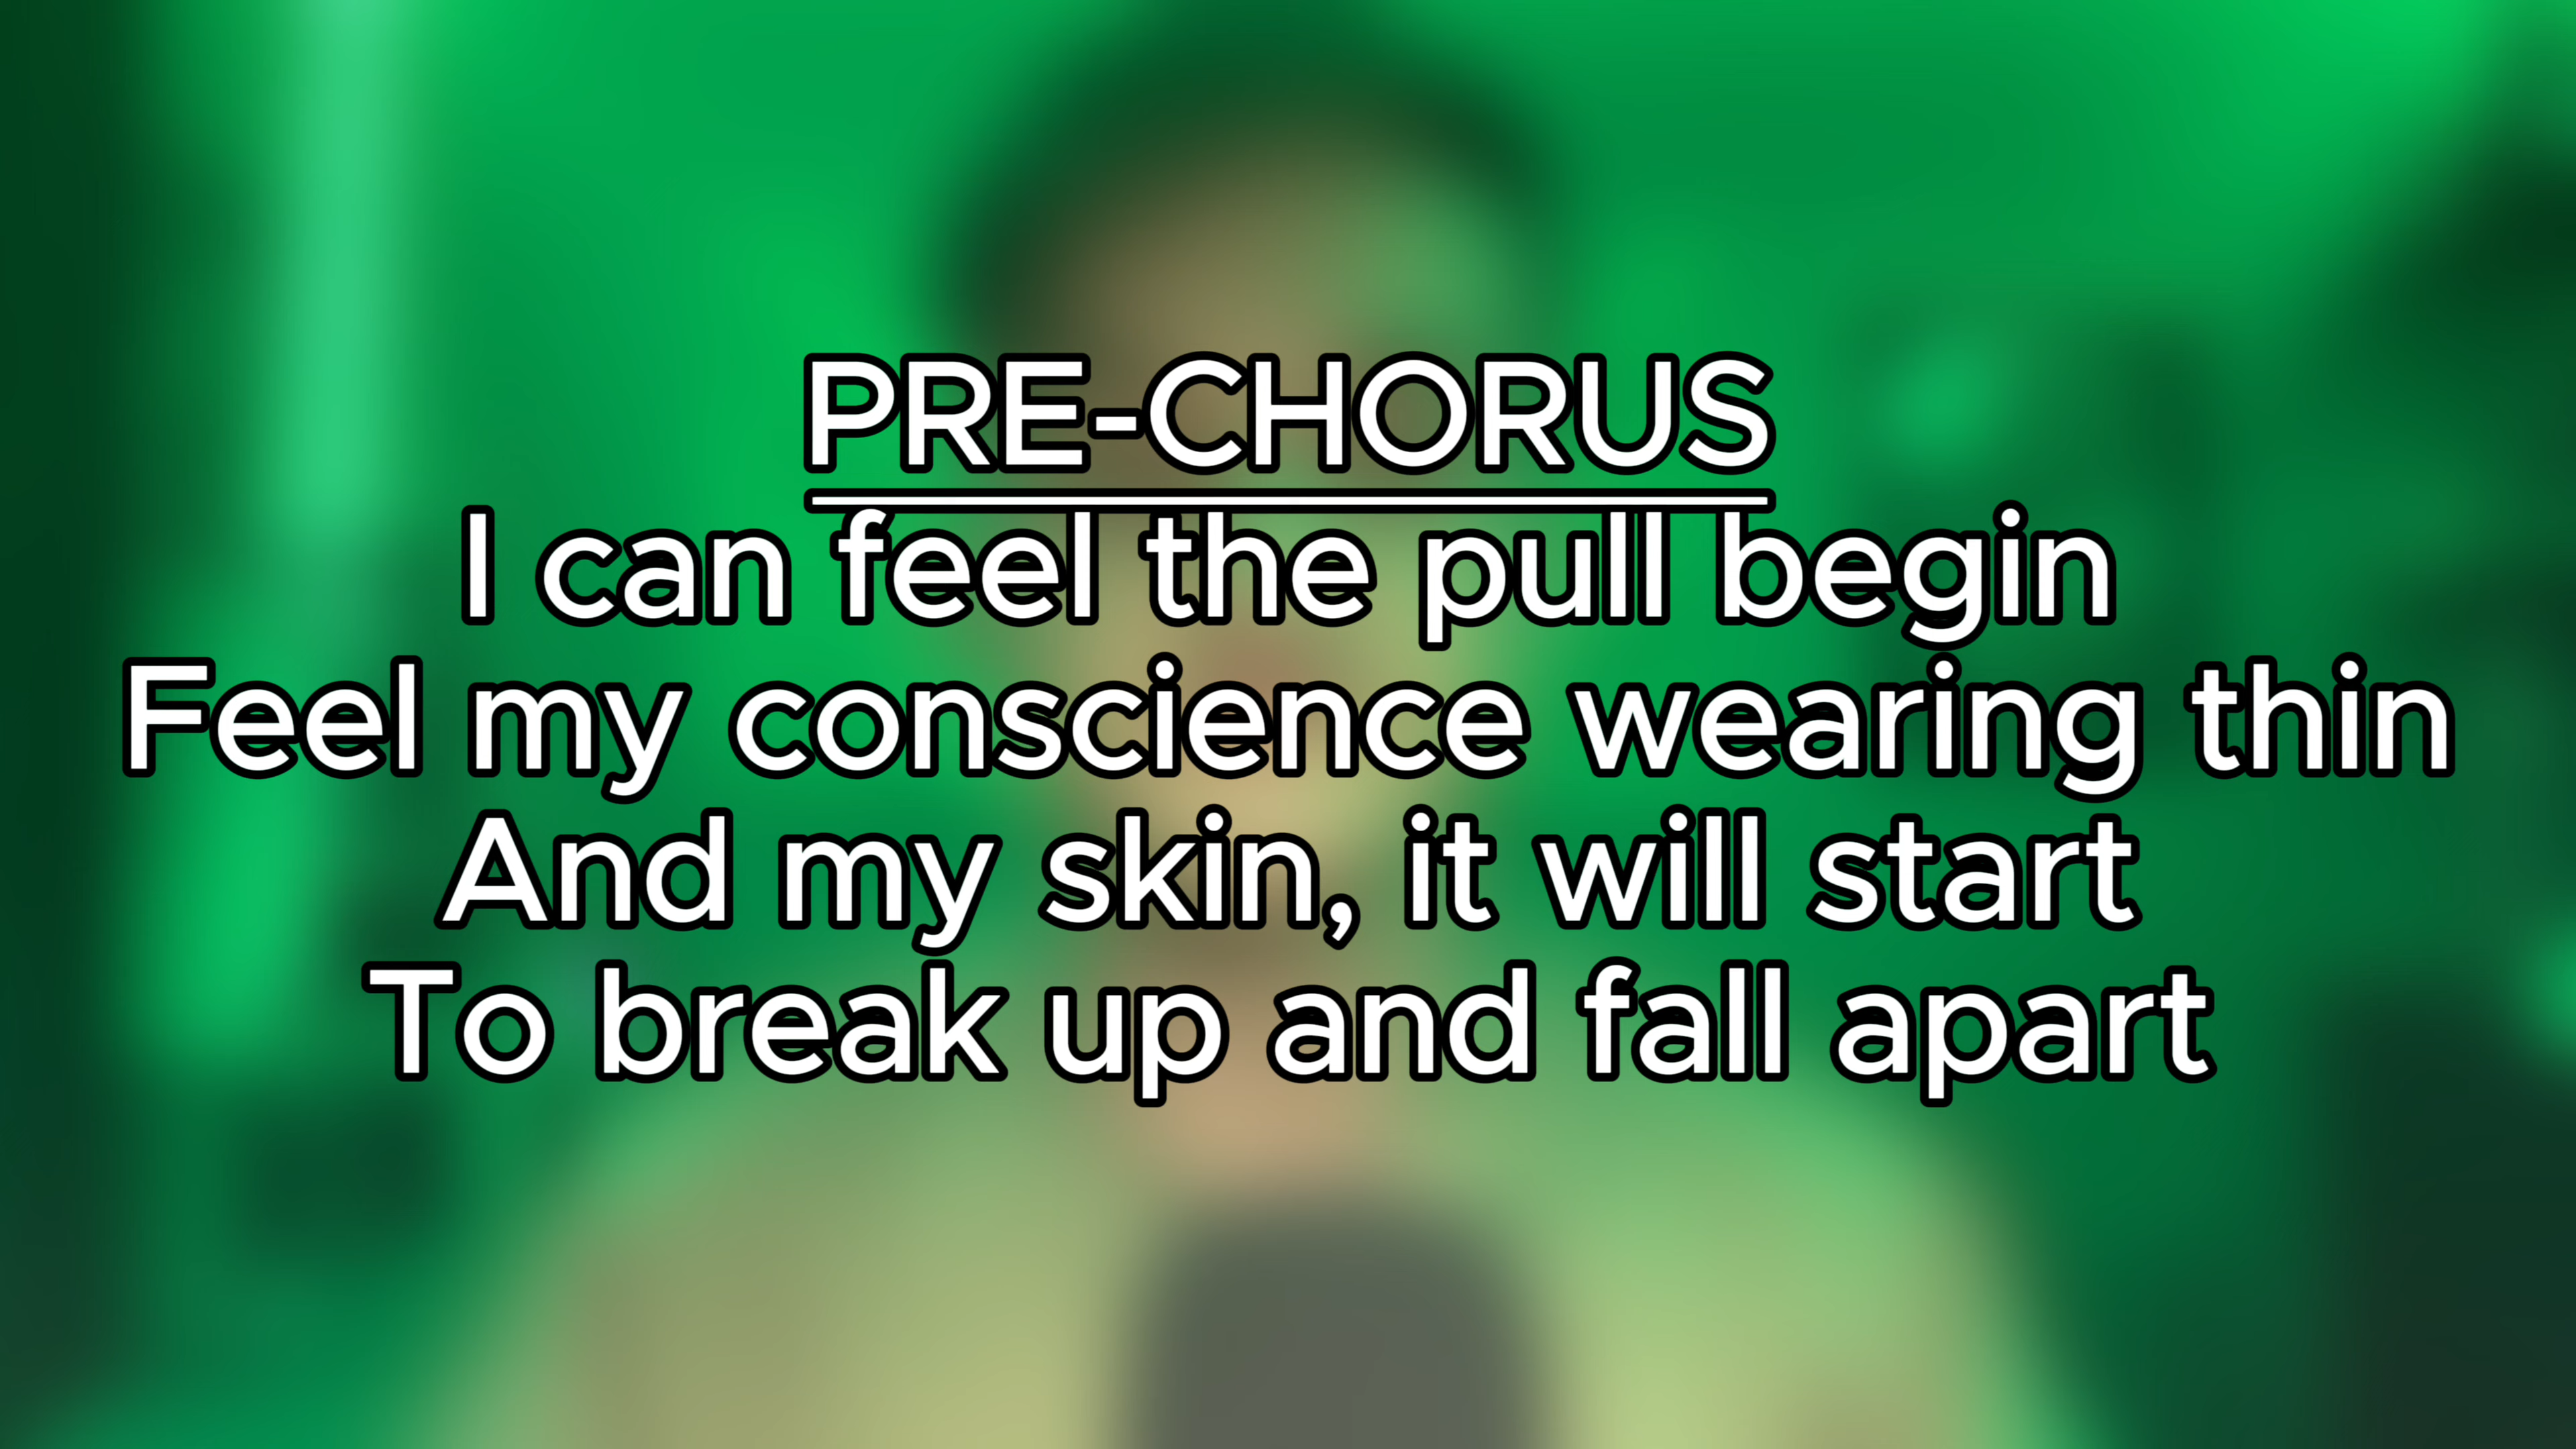 PRE-CHORUS
I can feel the pull begin
Feel my conscience wearing thin
And my skin, it will start
To break up and fall apart